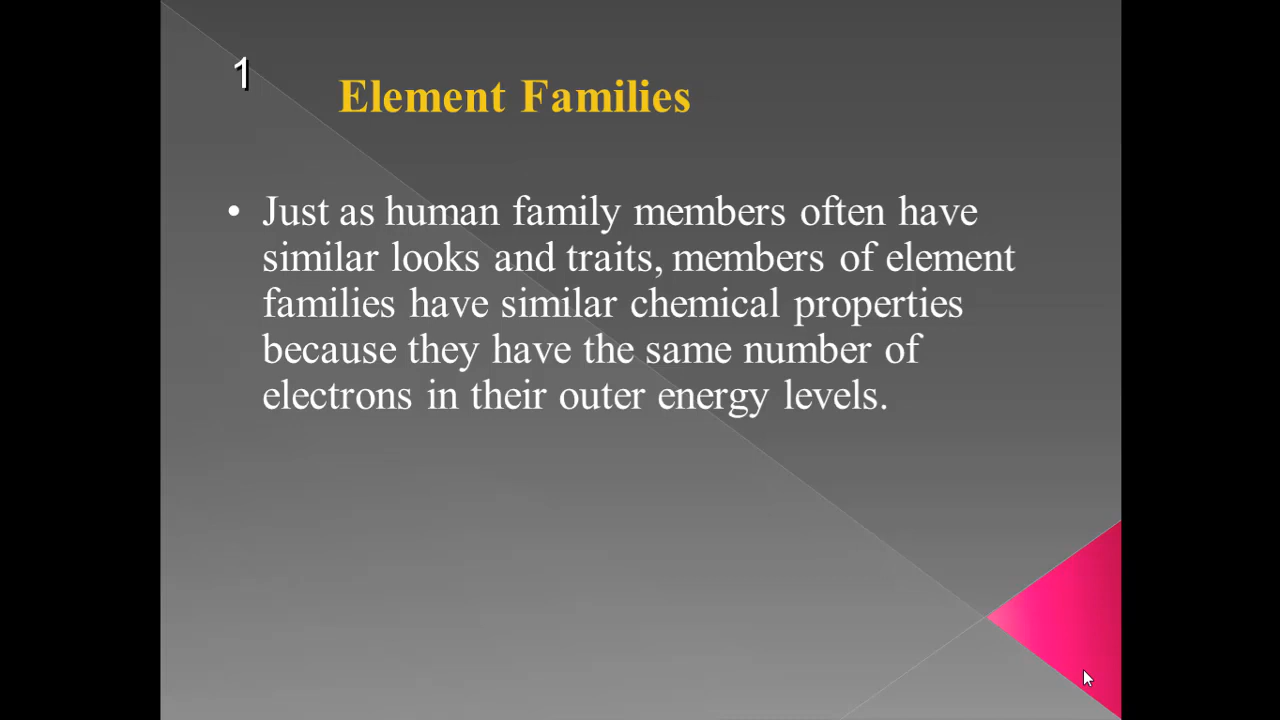 1
Element Families
• Just as human family members often have
similar looks and traits, members of element
families have similar chemical properties
because they have the same number of
electrons in their outer energy levels.